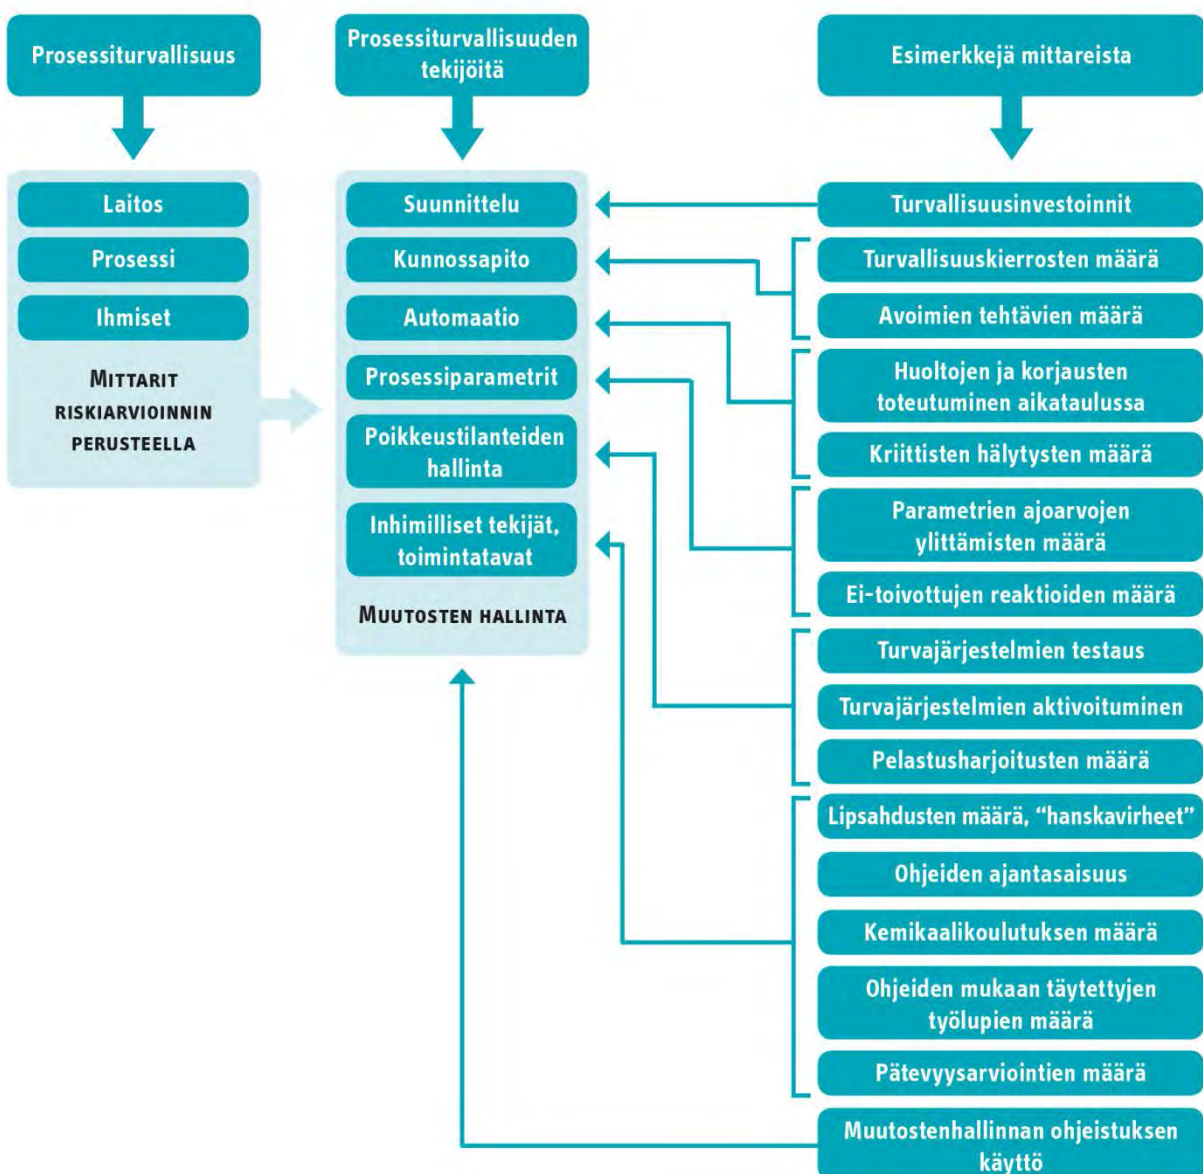 Prosessiturvallisuus
Laitos
Prosessi
Ihmiset
MITTARIT
RISKIARVIOINNIN
PERUSTEELLA
Prosessiturvallisuuden
tekijöitä
Suunnittelu
Kunnossapito
Automaatio
Prosessiparametrit
Poikkeustilanteiden
hallinta
Inhimilliset tekijät,
toimintatavat
MUUTOSTEN HALLINTA
Esimerkkejä mittareista
Turvallisuusinvestoinnit
Turvallisuuskierrosten määrä
Avoimien tehtävien määrä
Huoltojen ja korjausten
toteutuminen aikataulussa
Kriittisten hälytysten määrä
Parametrien ajoarvojen
ylittämisten määrä
Ei-toivottujen reaktioiden määrä
Turvajärjestelmien testaus
Turvajärjestelmien aktivoituminen
Pelastusharjoitusten määrä
Lipsahdusten määrä, “hanskavirheet”
Ohjeiden ajantasaisuus
Kemikaalikoulutuksen määrä
Ohjeiden mukaan täytettyjen
työlupien määrä
Pätevyysarviointien määrä
Muutostenhallinnan ohjeistuksen
käyttö